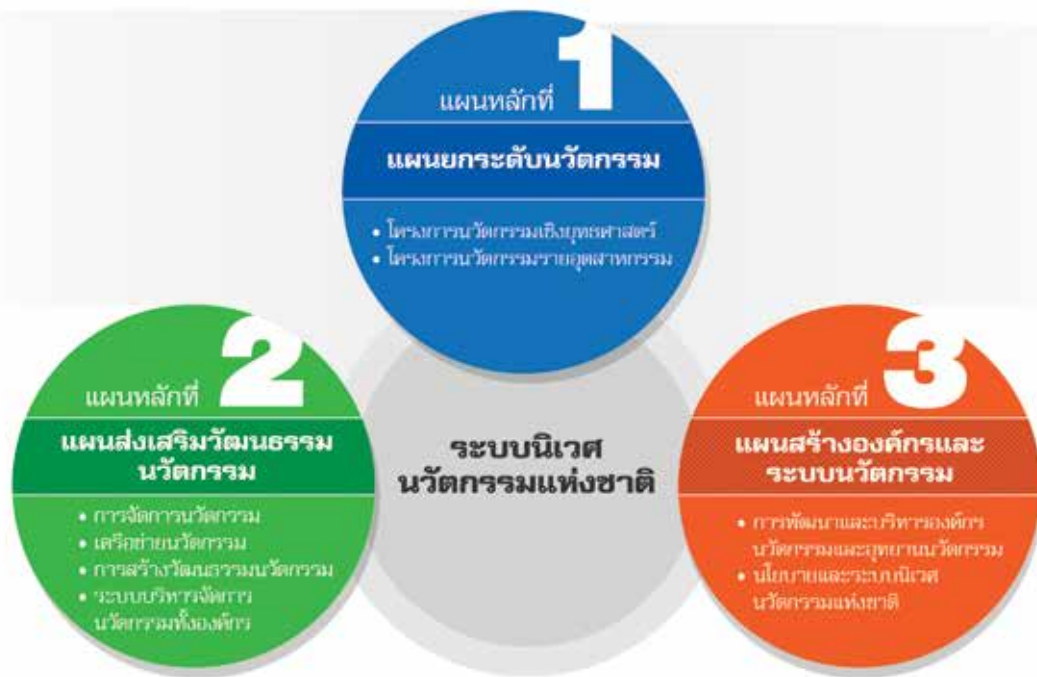 แผนหลักที่ 1
แผนยกระดับนวัตกรรม
• โครงการนวัตกรรมเชิงยุทธศาสตร์
• โครงการนวัตกรรมรายอุตสาหกรรม
แผนหลักที่ 2
แผนส่งเสริมวัฒนธรรม
นวัตกรรม
• การจัดการนวัตกรรม
• เครือข่ายนวัตกรรม
• การสร้างวัฒนธรรมนวัตกรรม
• ระบบบริหารจัดการ
นวัตกรรมทั้งองค์กร
ระบบนิเวศ
นวัตกรรมแห่งชาติ
แผนหลักที่ 3
แผนสร้างองค์กรและ
ระบบนวัตกรรม
• การพัฒนาและบริหารองค์กร
นวัตกรรมและอุทยานนวัตกรรม
• นโยบายและระบบนิเวศ
นวัตกรรมแห่งชาติ